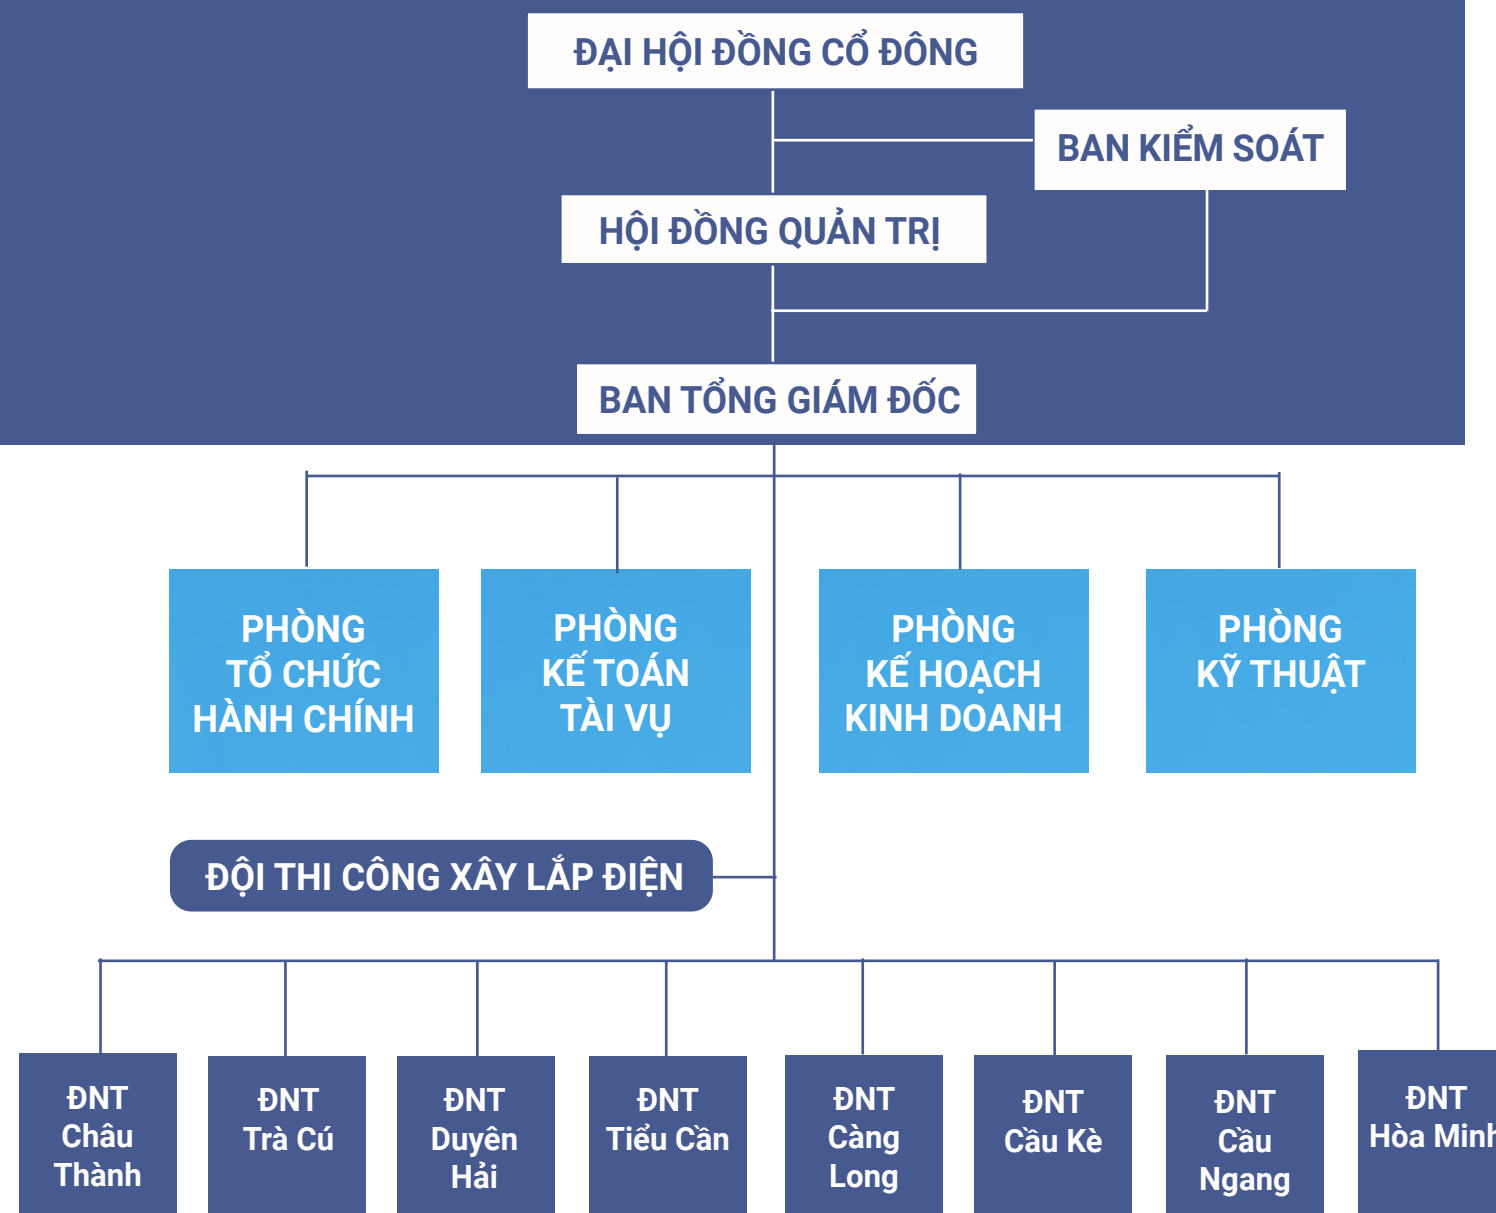 ĐẠI HỘI ĐỒNG CỔ ĐÔNG
BAN KIỂM SOÁT
HỘI ĐỒNG QUẢN TRỊ
BAN TỔNG GIÁM ĐỐC
PHÒNG
TỔ CHỨC
HÀNH CHÍNH
PHÒNG
KẾ TOÁN
TÀI VỤ
PHÒNG
KẾ HOẠCH
KINH DOANH
PHÒNG
KỸ THUẬT
ĐỘI THI CÔNG XÂY LẮP ĐIỆN
ĐNT
Châu
Thành
ĐNT
Trà Cú
ĐNT
Duyên
Hải
ĐNT
Tiểu Cần
ĐNT
Càng
Long
ĐNT
Cầu Kè
ĐNT
Cầu
Ngang
ĐNT
Hòa Minh